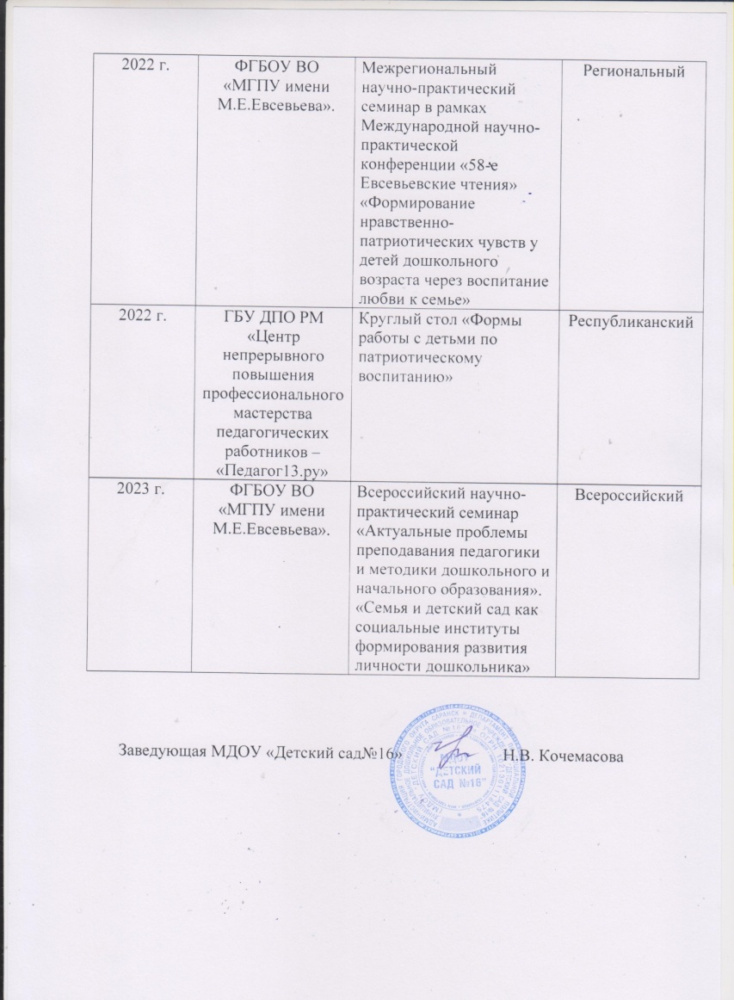 2022 г.
ФГБОУ ВО
«МГПУ имени
М.Е.Евсевьева».
Межрегиональный
научно-практический
семинар в рамках
Международной научно-
практической
конференции «58-е
Евсевьевские чтения»
«Формирование
нравственно-
патриотических чувств у
детей дошкольного
возраста через воспитание
любви к семье»
Региональный
2022 г.
ГБУ ДПО РМ
«Центр
непрерывного
повышения
профессионального
мастерства
педагогических
работников –
«Педагог13.ру»
Круглый стол «Формы
работы с детьми по
патриотическому
воспитанию»
Республиканский
2023 г.
ФГБОУ ВО
«МГПУ имени
М.Е.Евсевьева».
Всероссийский научно-
практический семинар
«Актуальные проблемы
преподавания педагогики
и методики дошкольного и
начального образования».
«Семья и детский сад как
социальные институты
формирования развития
личности дошкольника»
Всероссийский
Заведующая МДОУ «Детский сад№16»
Н.В. Кочемасова
МДОУ
"ДЕТСКИЙ
САД №16"